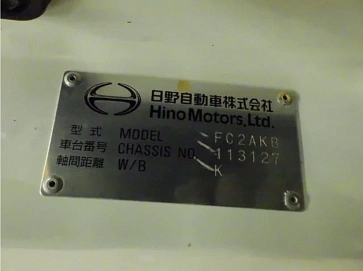 日野自動車株式会社
Hino Motors, Ltd.
型式 MODEL FC2AKB
車台番号 CHASSIS NO. 113127
軸間距離 W/B K